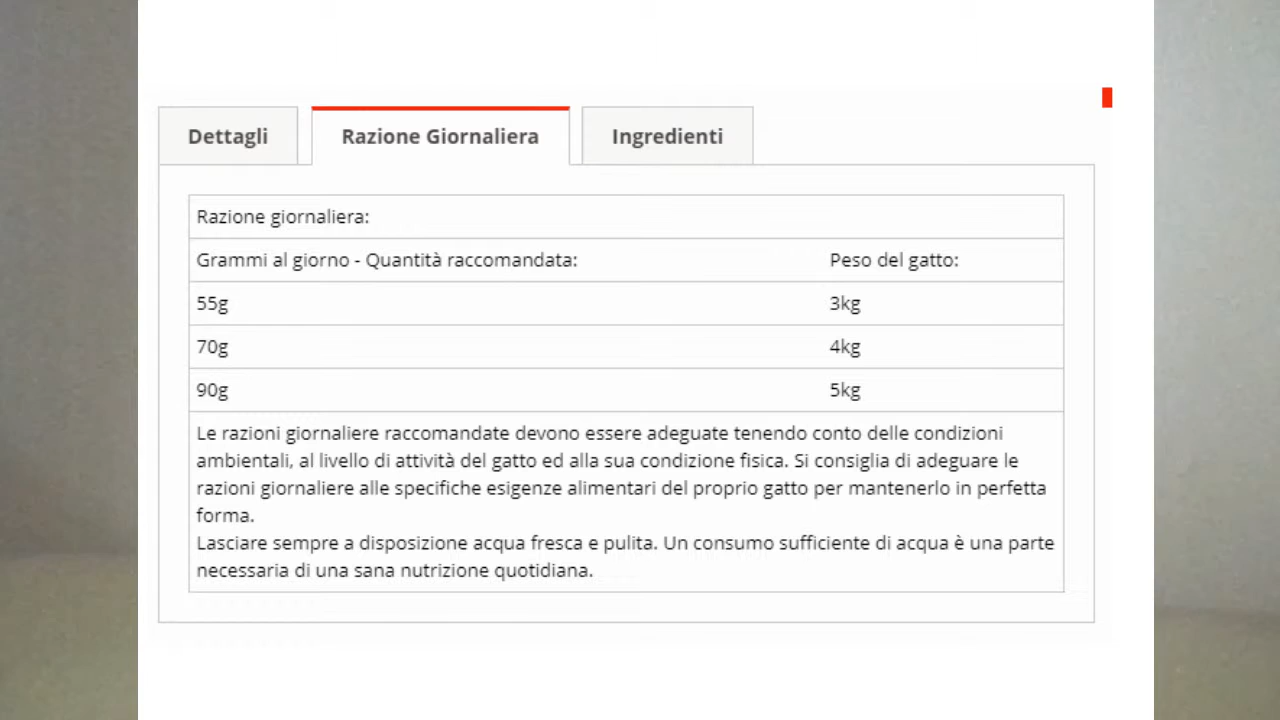 Dettagli
Razione Giornaliera
Ingredienti
Razione giornaliera:
Grammi al giorno - Quantità raccomandata:
Peso del gatto:
55g
3kg
70g
4kg
90g
5kg
Le razioni giornaliere raccomandate devono essere adeguate tenendo conto delle condizioni
ambientali, al livello di attività del gatto ed alla sua condizione fisica. Si consiglia di adeguare le
razioni giornaliere alle specifiche esigenze alimentari del proprio gatto per mantenerlo in perfetta
forma.
Lasciare sempre a disposizione acqua fresca e pulita. Un consumo sufficiente di acqua è una parte
necessaria di una sana nutrizione quotidiana.